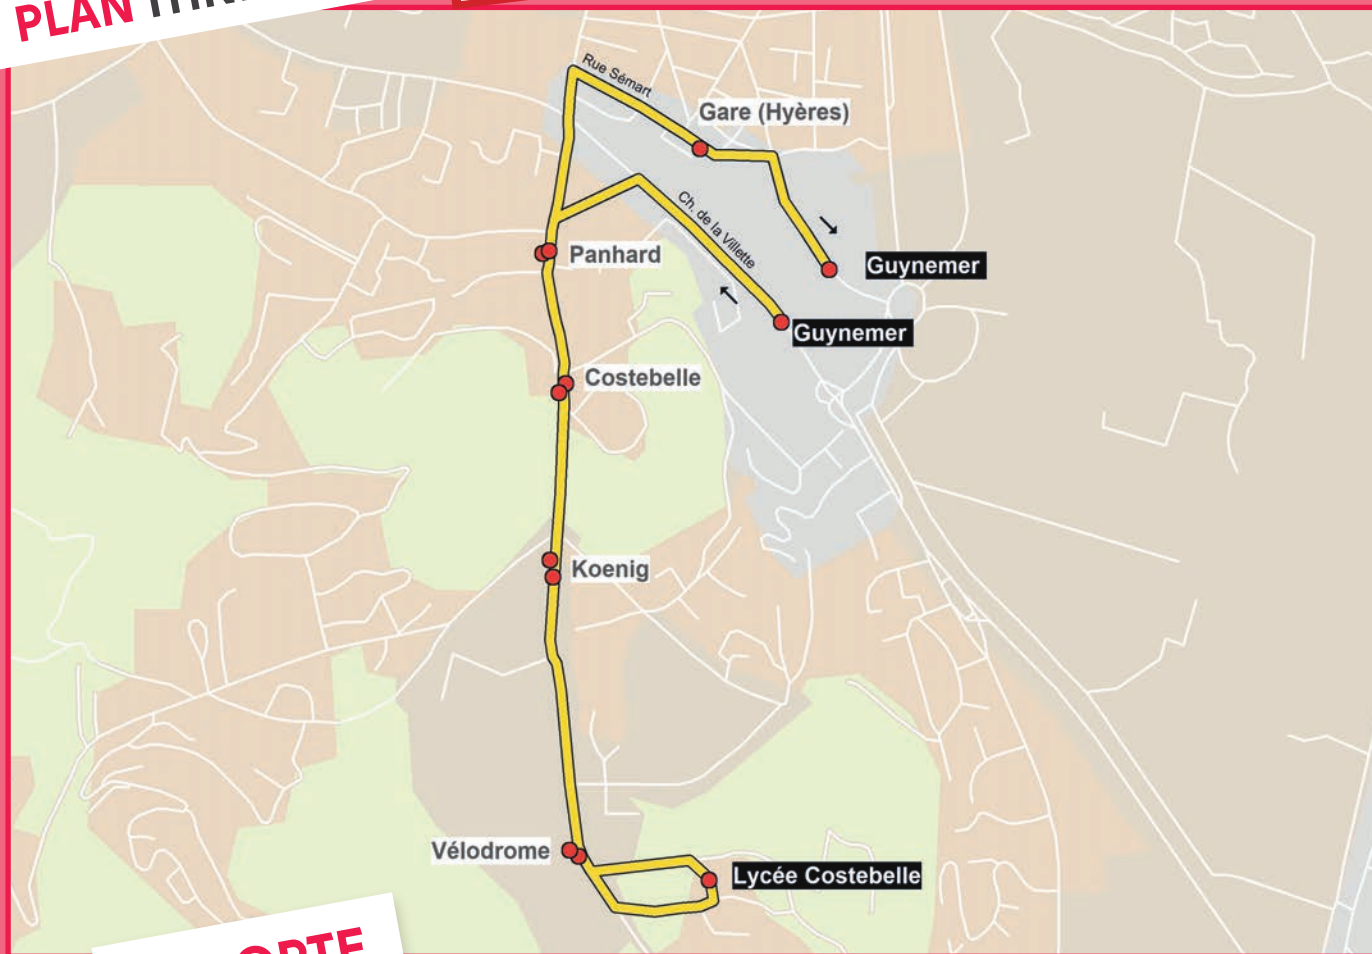 PLAN
Rue Sémart
Gare (Hyères)
Ch. de la Villette
Panhard
Guynemer
Guynemer
Costebelle
Koenig
Vélodrome
Lycée Costebelle